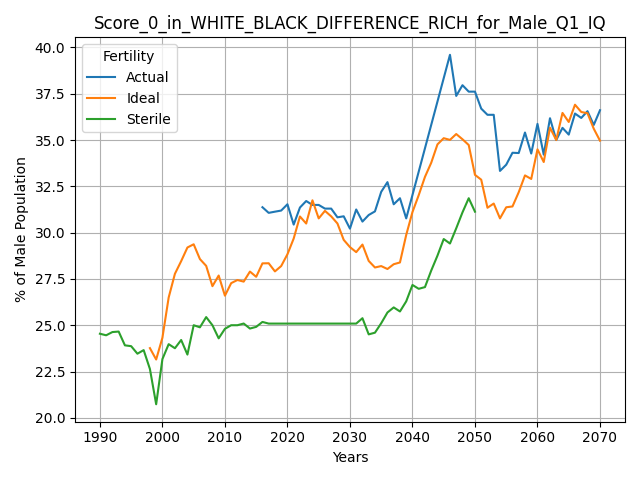 Score_0_in_WHITE_BLACK_DIFFERENCE_RICH_for_Male_Q1_IQ
Fertility
Actual
Ideal
Sterile
% of Male Population
40.0
37.5
35.0
32.5
30.0
27.5
25.0
22.5
20.0
1990 2000 2010 2020 2030 2040 2050 2060 2070
Years